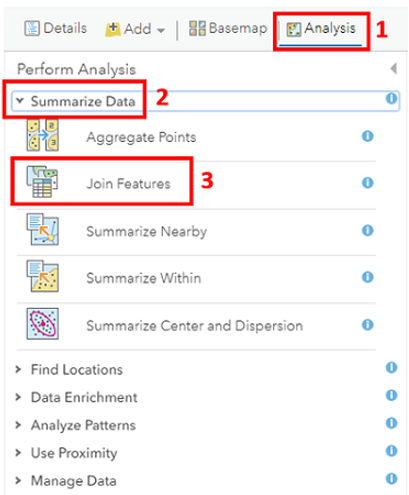 Details Add Basemap Analysis 1
Perform Analysis
Summarize Data 2
Aggregate Points
Join Features 3
Summarize Nearby
Summarize Within
Summarize Center and Dispersion
Find Locations
Data Enrichment
Analyze Patterns
Use Proximity
Manage Data